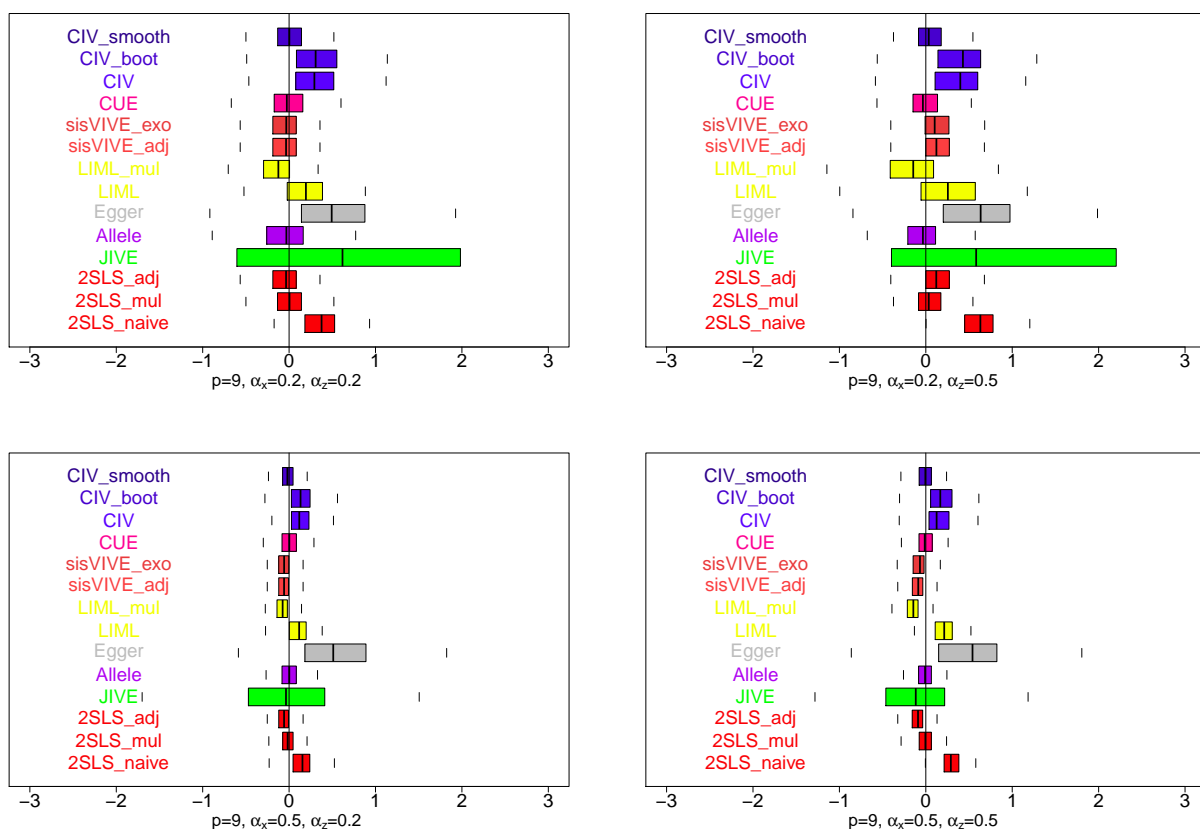 CIV_smooth
CIV_boot
CIV
CUE
sisVIVE_exo
sisVIVE_adj
LIML_mul
LIML
Egger
Allele
JIVE
2SLS_adj
2SLS_mul
2SLS_naive
−3 −2 −1 0 1 2 3
p=9, αx=0.2, αz=0.2
CIV_smooth
CIV_boot
CIV
CUE
sisVIVE_exo
sisVIVE_adj
LIML_mul
LIML
Egger
Allele
JIVE
2SLS_adj
2SLS_mul
2SLS_naive
−3 −2 −1 0 1 2 3
p=9, αx=0.2, αz=0.5
CIV_smooth
CIV_boot
CIV
CUE
sisVIVE_exo
sisVIVE_adj
LIML_mul
LIML
Egger
Allele
JIVE
2SLS_adj
2SLS_mul
2SLS_naive
−3 −2 −1 0 1 2 3
p=9, αx=0.5, αz=0.2
CIV_smooth
CIV_boot
CIV
CUE
sisVIVE_exo
sisVIVE_adj
LIML_mul
LIML
Egger
Allele
JIVE
2SLS_adj
2SLS_mul
2SLS_naive
−3 −2 −1 0 1 2 3
p=9, αx=0.5, αz=0.5